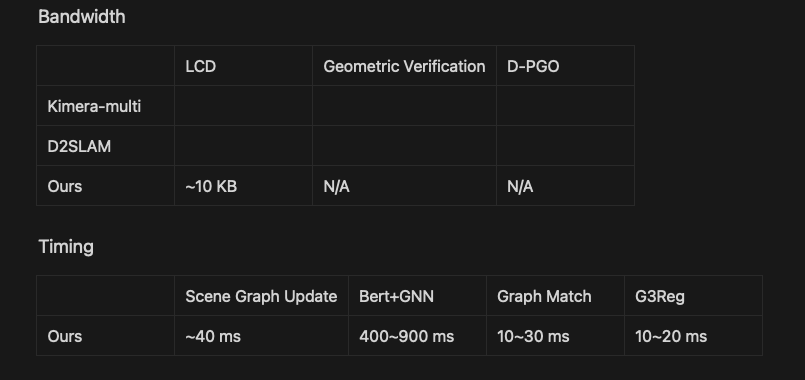 Bandwidth
LCD Geometric Verification D-PGO
Kimera-multi
D2SLAM
Ours ~10 KB N/A N/A
Timing
Scene Graph Update Bert+GNN Graph Match G3Reg
Ours ~40 ms 400~900 ms 10~30 ms 10~20 ms